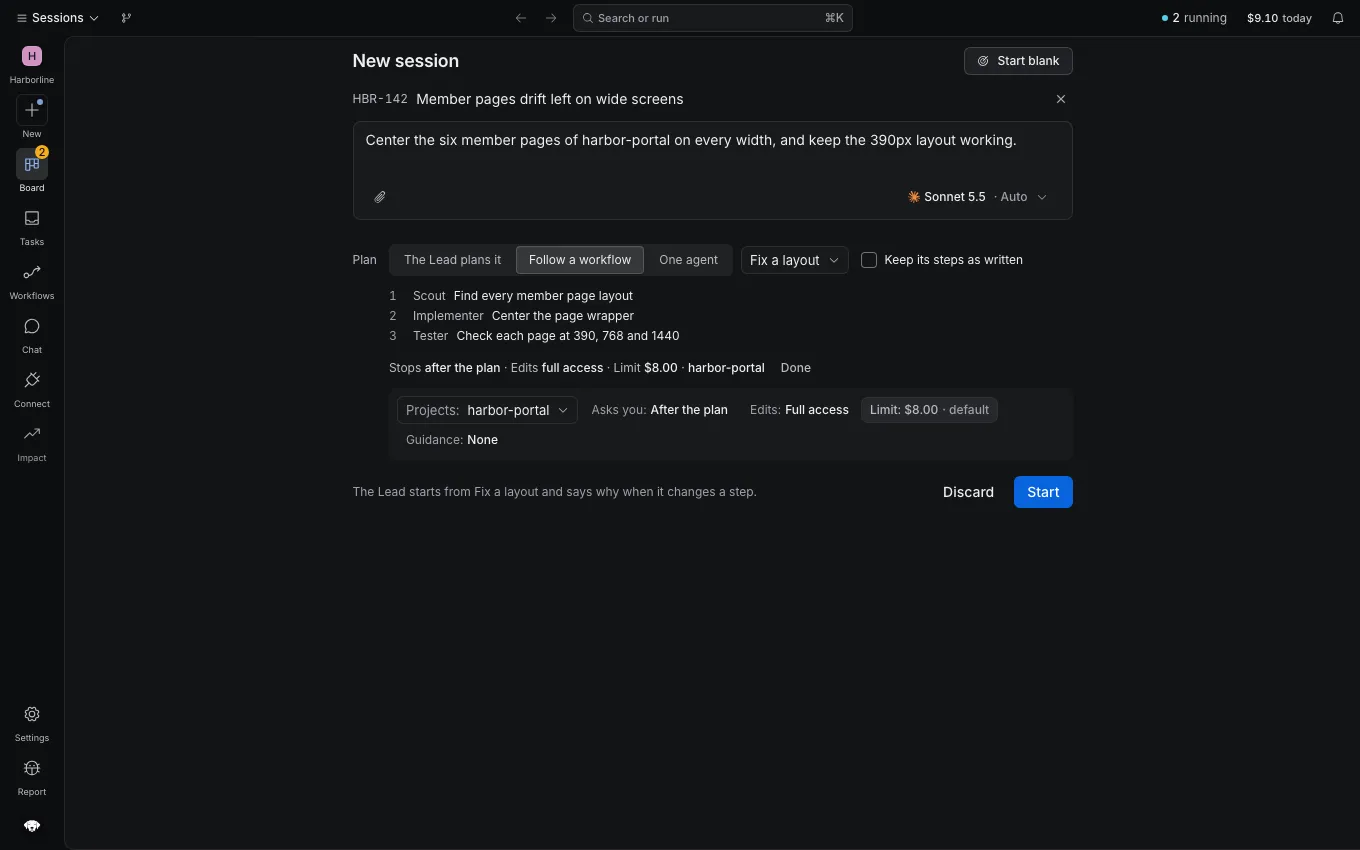 Sessions
Search or run ⌘K
2 running
$9.10 today
H
Harborline
New
2
Board
Tasks
Workflows
Chat
Connect
Impact
Settings
Report
New session
Start blank
HBR-142 Member pages drift left on wide screens
Center the six member pages of harbor-portal on every width, and keep the 390px layout working.
Sonnet 5.5 · Auto
Plan The Lead plans it Follow a workflow One agent Fix a layout Keep its steps as written
1 Scout Find every member page layout
2 Implementer Center the page wrapper
3 Tester Check each page at 390, 768 and 1440
Stops after the plan · Edits full access · Limit $8.00 · harbor-portal Done
Projects: harbor-portal Asks you: After the plan Edits: Full access Limit: $8.00 · default
Guidance: None
The Lead starts from Fix a layout and says why when it changes a step.
Discard Start